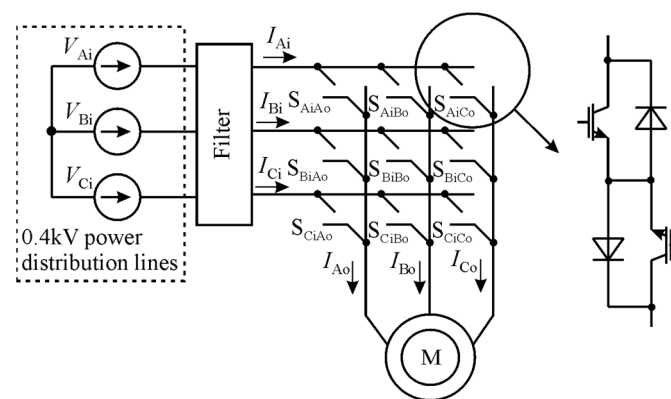 V_Ai
V_Bi
V_Ci
0.4kV power
distribution lines
Filter
I_Ai
I_Bi S_AiAo S_AiBo S_AiCo
I_Ci S_BiAo S_BiBo S_BiCo
S_CiAo S_CiBo S_CiCo
I_Ao I_Bo I_Co
M